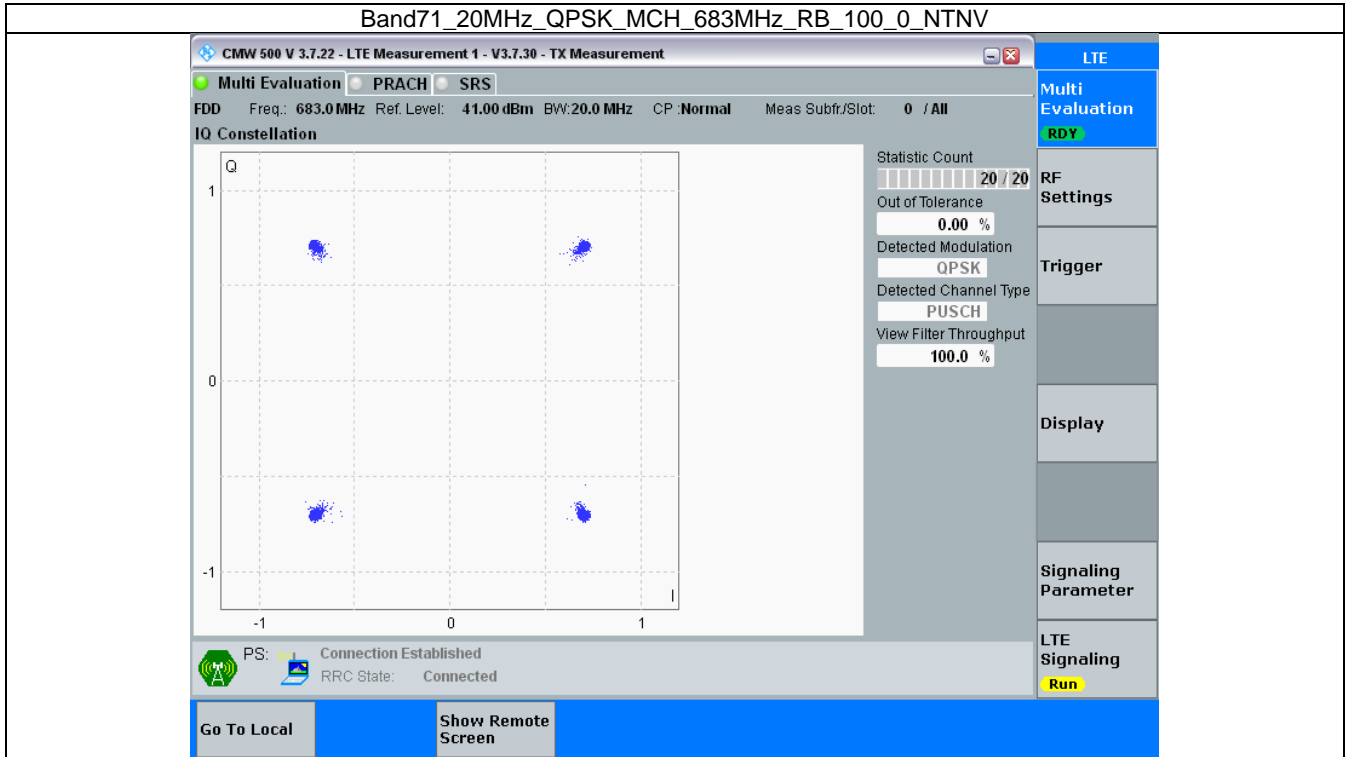 Band71_20MHz_QPSK_MCH_683MHz_RB_100_0_NTNV
CMW 500 V 3.7.22 - LTE Measurement 1 - V3.7.30 - TX Measurement
LTE
Multi Evaluation PRACH SRS
FDD Freq.: 683.0 MHz Ref. Level: 41.00 dBm BW:20.0 MHz CP :Normal Meas Subfr./Slot: 0 / All
IQ Constellation
Q
1
0
-1
I
-1 0 1
Statistic Count
20 / 20
Out of Tolerance
0.00 %
Detected Modulation
QPSK
Detected Channel Type
PUSCH
View Filter Throughput
100.0 %
Multi
Evaluation
RDY
RF
Settings
Trigger
Display
Signaling
Parameter
LTE
Signaling
Run
PS: Connection Established
RRC State: Connected
Go To Local
Show Remote
Screen